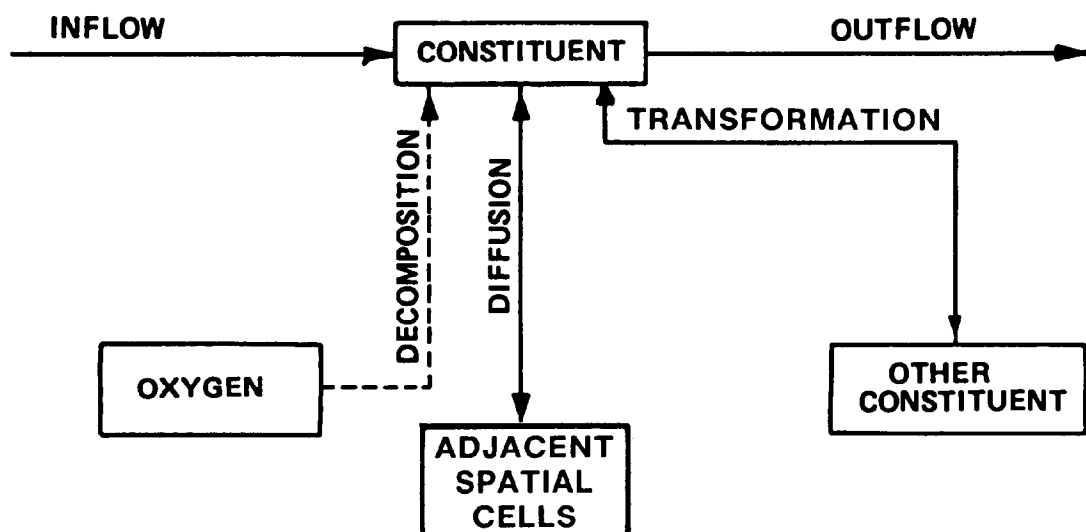 INFLOW
CONSTITUENT
OUTFLOW
TRANSFORMATION
DECOMPOSITION
DIFFUSION
OXYGEN
ADJACENT
SPATIAL
CELLS
OTHER
CONSTITUENT